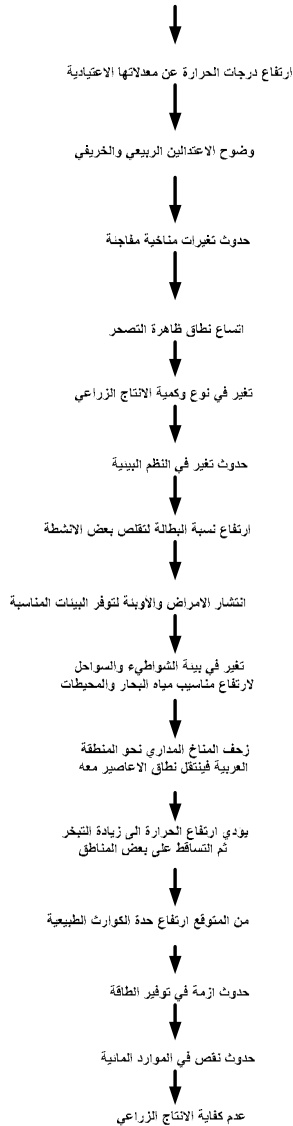 ارتفاع درجات الحرارة عن معدلاتها الاعتيادية
وضوح الاعتدالين الربيعي والخريفي
حدوث تغيرات مناخية مفاجئة
اتساع نطاق ظاهرة التصحر
تغير في نوع وكمية الانتاج الزراعي
حدوث تغير في النظم البيئية
ارتفاع نسبة البطالة لتقلص بعض الانشطة
انتشار الامراض والاوبئة لتوفر البيئات المناسبة
تغير في بيئة الشواطيء والسواحل
لارتفاع مناسيب مياه البحار والمحيطات
زحف المناخ المداري نحو المنطقة
العربية فينتقل نطاق الاعاصير معه
يودي ارتفاع الحرارة الى زيادة التبخر
ثم التساقط على بعض المناطق
من المتوقع ارتفاع حدة الكوارث الطبيعية
حدوث ازمة في توفير الطاقة
حدوث نقص في الموارد المائية
عدم كفاية الانتاج الزراعي